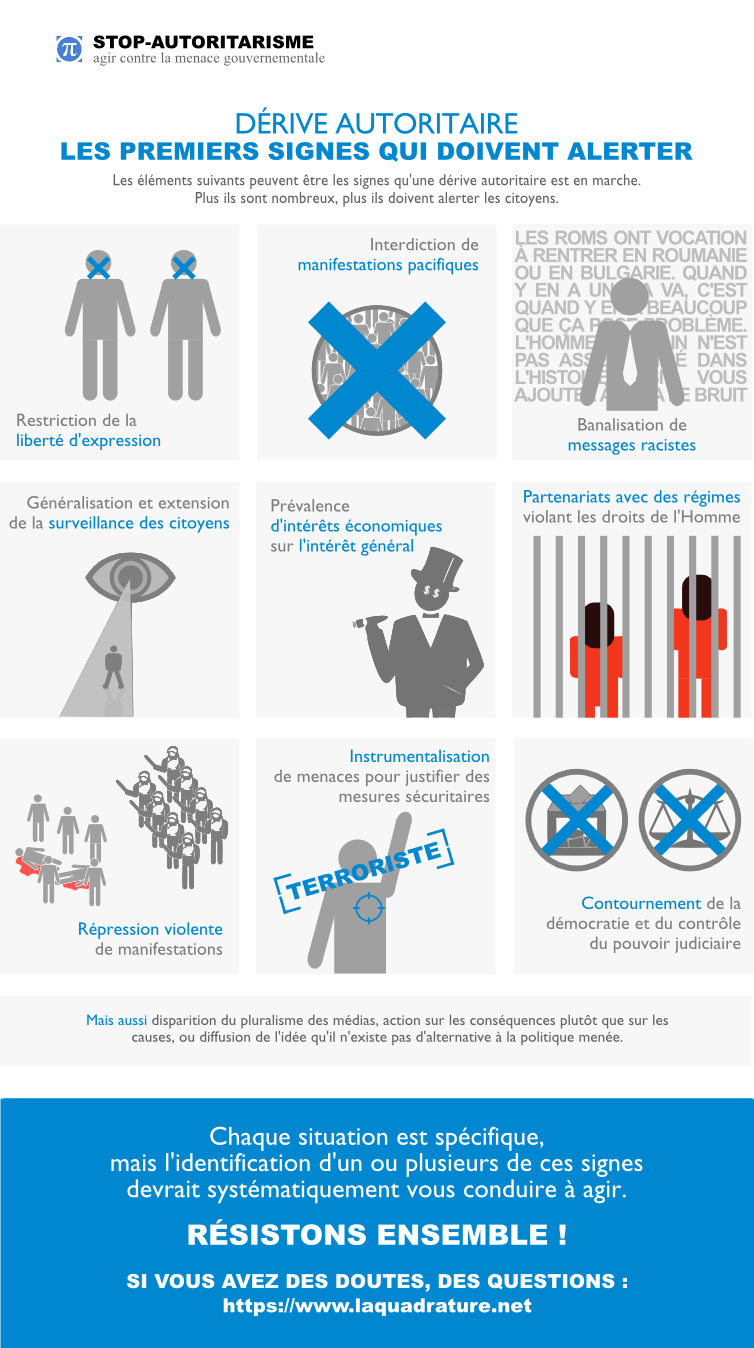 STOP-AUTORITARISME
agir contre la menace gouvernementale
DÉRIVE AUTORITAIRE
LES PREMIERS SIGNES QUI DOIVENT ALERTER
Les éléments suivants peuvent être les signes qu'une dérive autoritaire est en marche.
Plus ils sont nombreux, plus ils doivent alerter les citoyens.
Restriction de la
liberté d'expression
Interdiction de
manifestations pacifiques
LES ROMS ONT VOCATION
À RENTRER EN ROUMANIE
OU EN BULGARIE. QUAND
Y EN A UN VA, C'EST
QUAND Y EN BEAUCOUP
QUE ÇA PROBLÈME.
L'HOMME N'EST
PAS DANS
VOUS
AJOUTEZ BRUIT
Banalisation de
messages racistes
Généralisation et extension
de la surveillance des citoyens
Prévalence
d'intérêts économiques
sur l'intérêt général
$ $
Partenariats avec des régimes
violant les droits de l'Homme
Répression violente
de manifestations
Instrumentalisation
de menaces pour justifier des
mesures sécuritaires
TERRORISTE
Contournement de la
démocratie et du contrôle
du pouvoir judiciaire
Mais aussi disparition du pluralisme des médias, action sur les conséquences plutôt que sur les
causes, ou diffusion de l'idée qu'il n'existe pas d'alternative à la politique menée.
Chaque situation est spécifique,
mais l'identification d'un ou plusieurs de ces signes
devrait systématiquement vous conduire à agir.
RÉSISTONS ENSEMBLE !
SI VOUS AVEZ DES DOUTES, DES QUESTIONS :
https://www.laquadrature.net